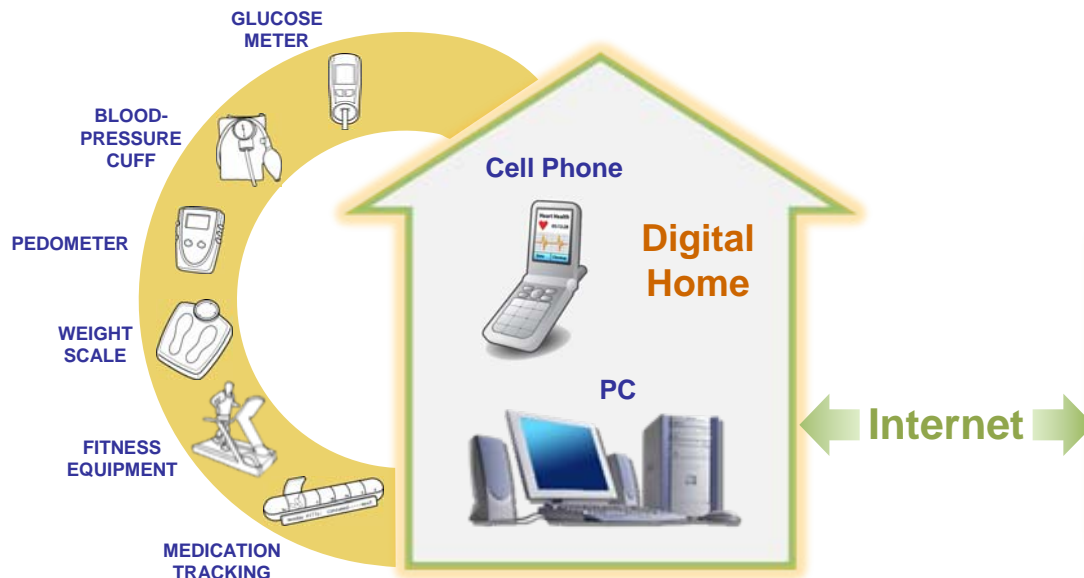 GLUCOSE
METER
BLOOD-
PRESSURE
CUFF
PEDOMETER
WEIGHT
SCALE
FITNESS
EQUIPMENT
MEDICATION
TRACKING
Cell Phone
Heart Health
Digital
Home
PC
Internet